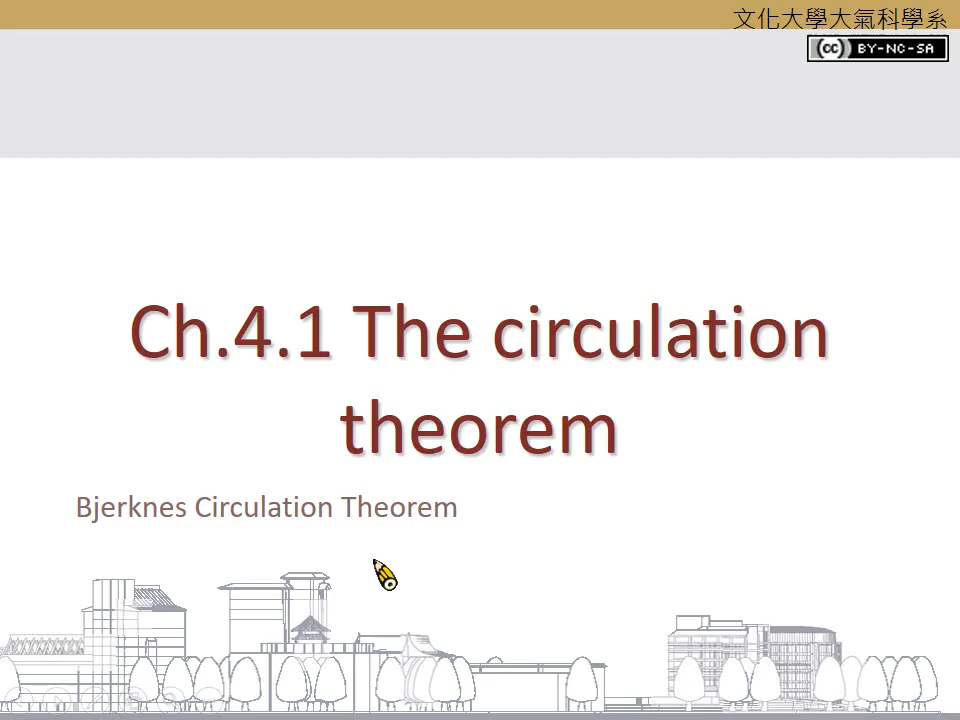 文化大學大氣科學系
(cc) BY-NC-SA
Ch.4.1 The circulation
theorem
Bjerknes Circulation Theorem